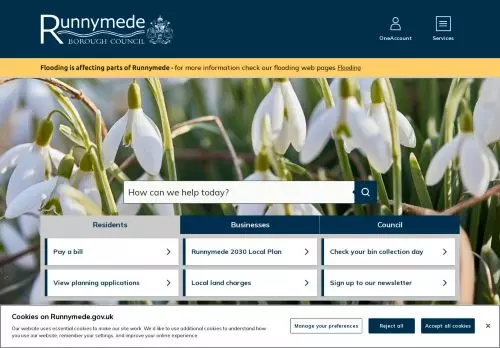 Runnymede
BOROUGH COUNCIL
OneAccount
Services
Flooding is affecting parts of Runnymede - for more information check our flooding web pages Flooding
How can we help today?
Residents
Businesses
Council
Pay a bill
Runnymede 2030 Local Plan
Check your bin collection day
View planning applications
Local land charges
Sign up to our newsletter
Cookies on Runnymede.gov.uk
Our website uses essential cookies to make our site work. We'd like to use additional cookies to understand how
you use our website, remember your settings, and improve your online experience.
Manage your preferences
Reject all
Accept all cookies